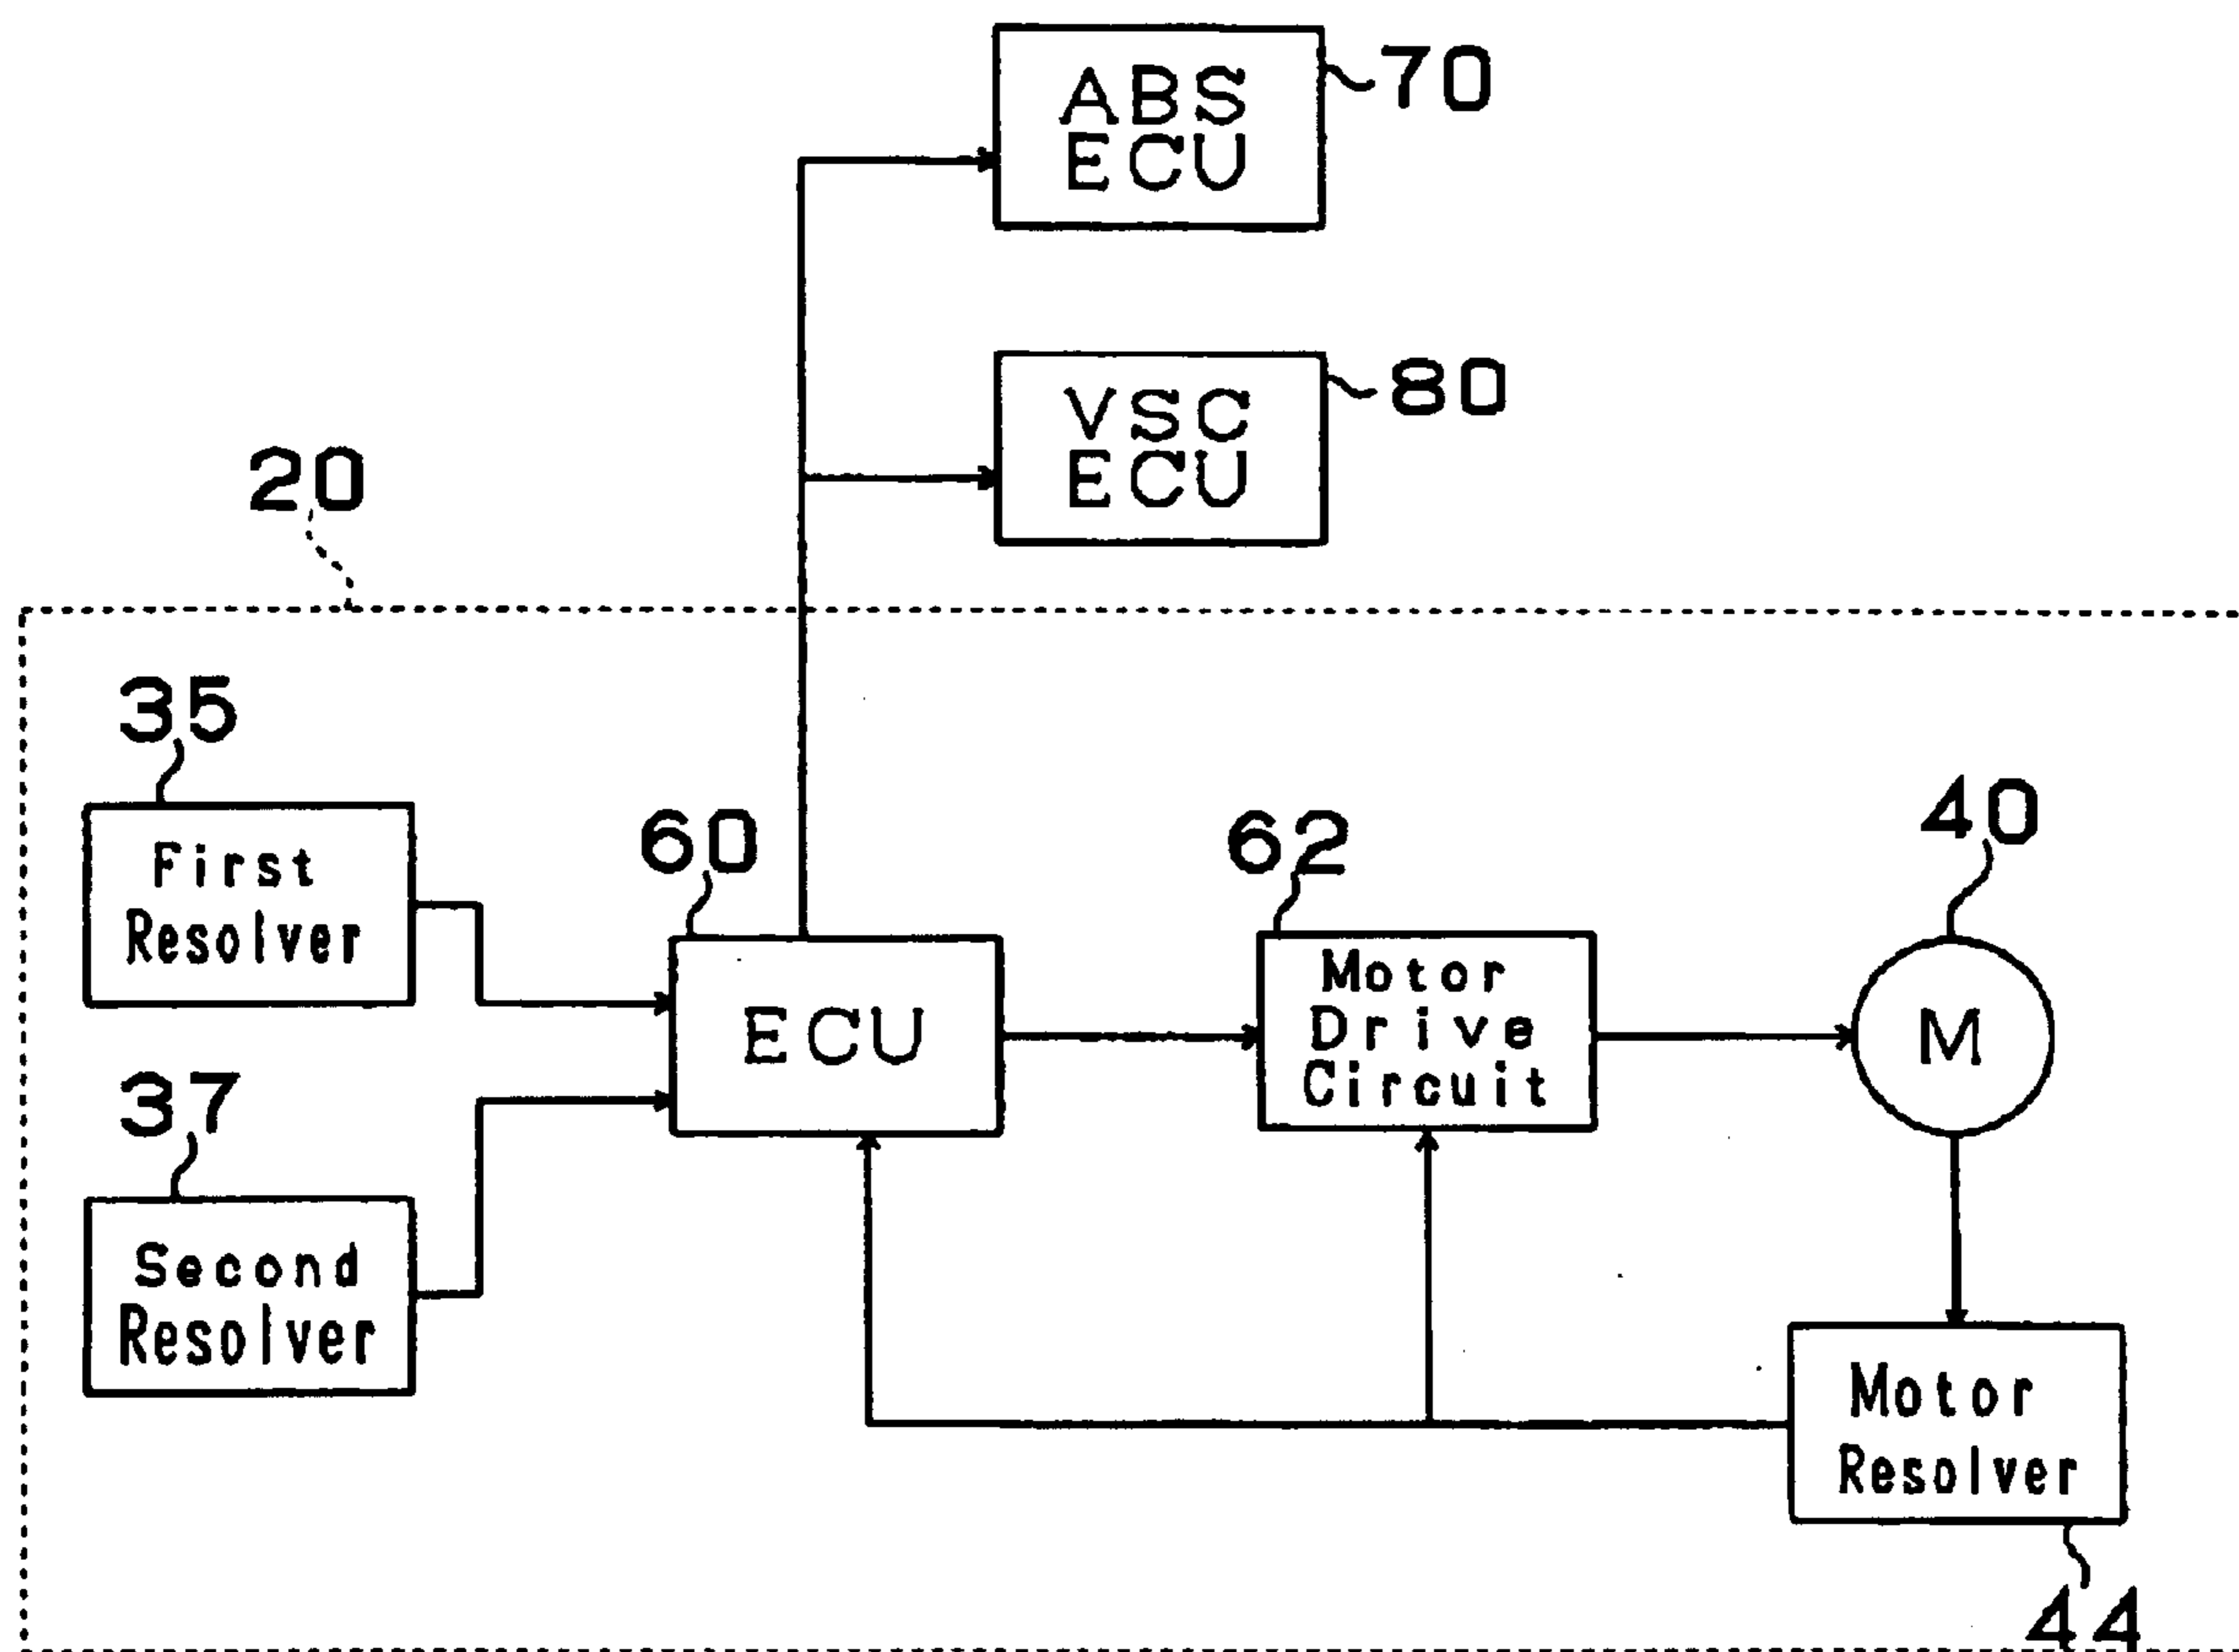 70
ABS
ECU
80
VSC
ECU
20
35
First
Resolver
60
ECU
62
Motor
Drive
Circuit
40
M
37
Second
Resolver
Motor
Resolver
44